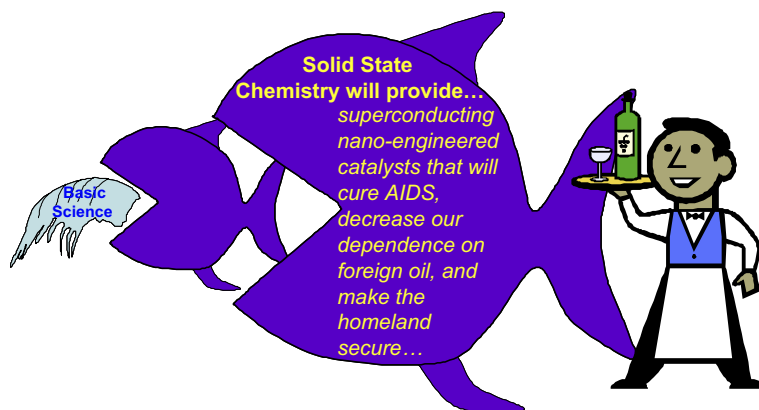 Solid State
Chemistry will provide…
superconducting
nano-engineered
catalysts that will
cure AIDS,
decrease our
dependence on
foreign oil, and
make the
homeland
secure…
Basic
Science